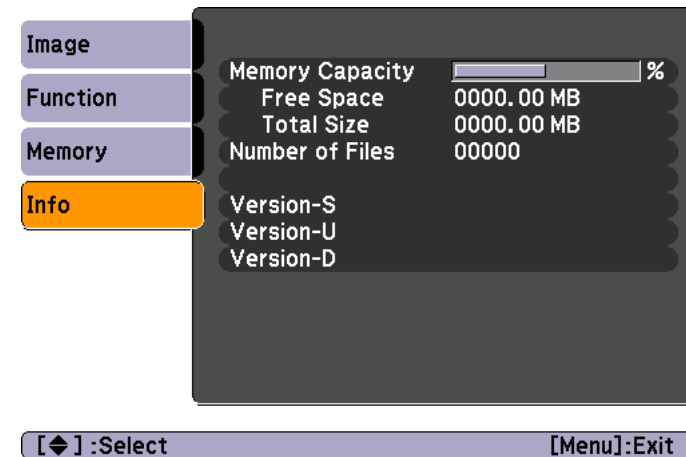 Image
Function
Memory
Info
Memory Capacity %
Free Space 0000.00 MB
Total Size 0000.00 MB
Number of Files 00000
Version-S
Version-U
Version-D
[◆] :Select [Menu]:Exit